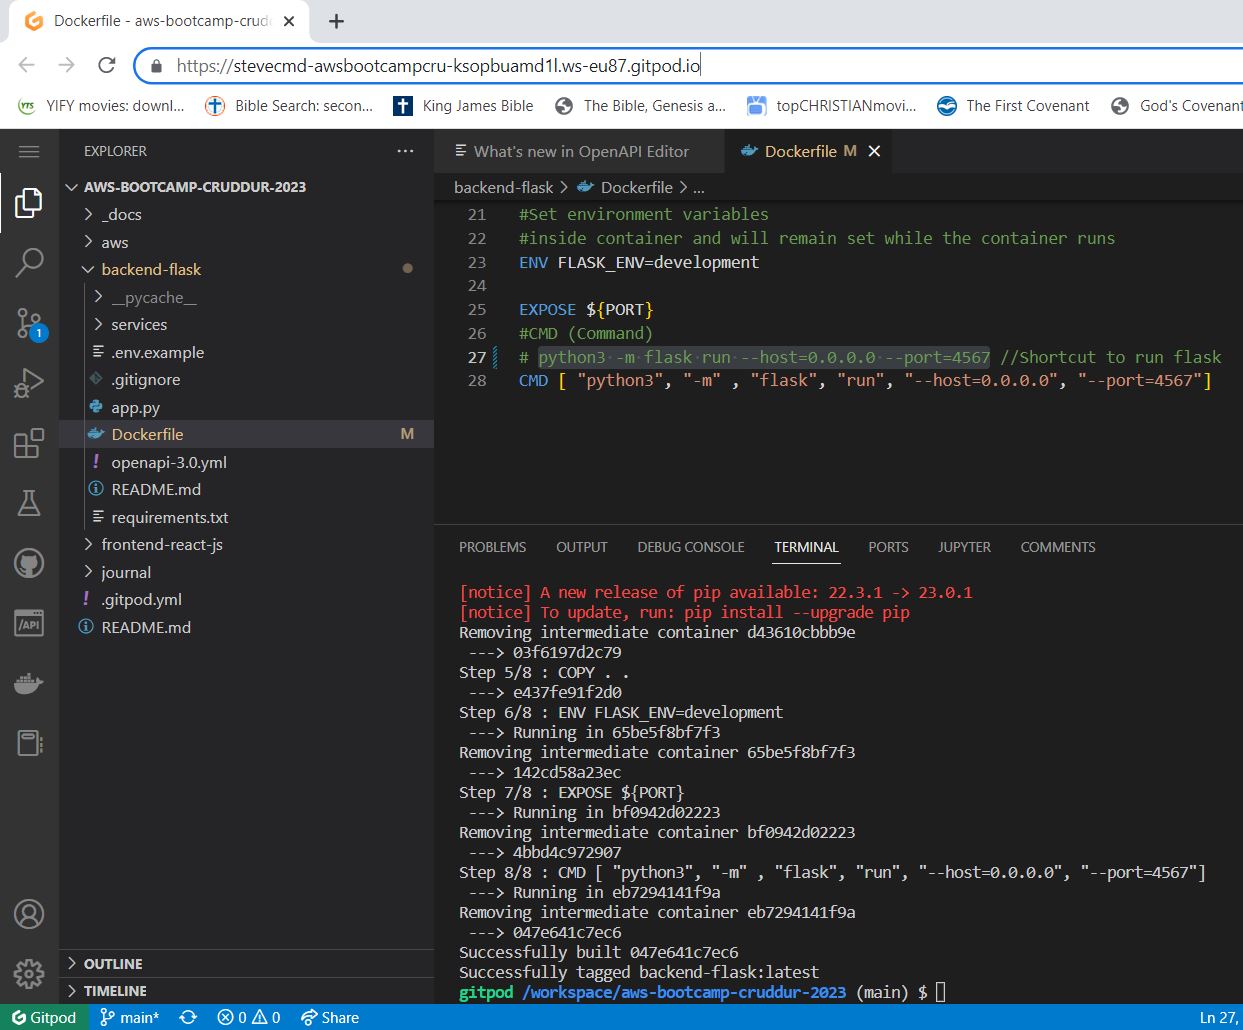 Dockerfile - aws-bootcamp-crud
https://stevecmd-awsbootcampcru-ksopbuamd1l.ws-eu87.gitpod.io
YTS YIFY movies: downl... Bible Search: secon... King James Bible The Bible, Genesis a... topCHRISTIANmovi... The First Covenant God's Covenant
EXPLORER
AWS-BOOTCAMP-CRUDDUR-2023
_docs
aws
backend-flask
__pycache__
services
.env.example
.gitignore
app.py
Dockerfile M
openapi-3.0.yml
README.md
requirements.txt
frontend-react-js
journal
.gitpod.yml
README.md
1
/API
OUTLINE
TIMELINE
What's new in OpenAPI Editor Dockerfile M
backend-flask > Dockerfile > ...
21 #Set environment variables
22 #inside container and will remain set while the container runs
23 ENV FLASK_ENV=development
24
25 EXPOSE ${PORT}
26 #CMD (Command)
27 # python3 -m flask run --host=0.0.0.0 --port=4567 //Shortcut to run flask
28 CMD [ "python3", "-m" , "flask", "run", "--host=0.0.0.0", "--port=4567"]
PROBLEMS OUTPUT DEBUG CONSOLE TERMINAL PORTS JUPYTER COMMENTS
[notice] A new release of pip available: 22.3.1 -> 23.0.1
[notice] To update, run: pip install --upgrade pip
Removing intermediate container d43610cbbb9e
---> 03f6197d2c79
Step 5/8 : COPY . .
---> e437fe91f2d0
Step 6/8 : ENV FLASK_ENV=development
---> Running in 65be5f8bf7f3
Removing intermediate container 65be5f8bf7f3
---> 142cd58a23ec
Step 7/8 : EXPOSE ${PORT}
---> Running in bf0942d02223
Removing intermediate container bf0942d02223
---> 4bbd4c972907
Step 8/8 : CMD [ "python3", "-m" , "flask", "run", "--host=0.0.0.0", "--port=4567"]
---> Running in eb7294141f9a
Removing intermediate container eb7294141f9a
---> 047e641c7ec6
Successfully built 047e641c7ec6
Successfully tagged backend-flask:latest
gitpod /workspace/aws-bootcamp-cruddur-2023 (main) $
Gitpod main* 0 0 Share Ln 27,